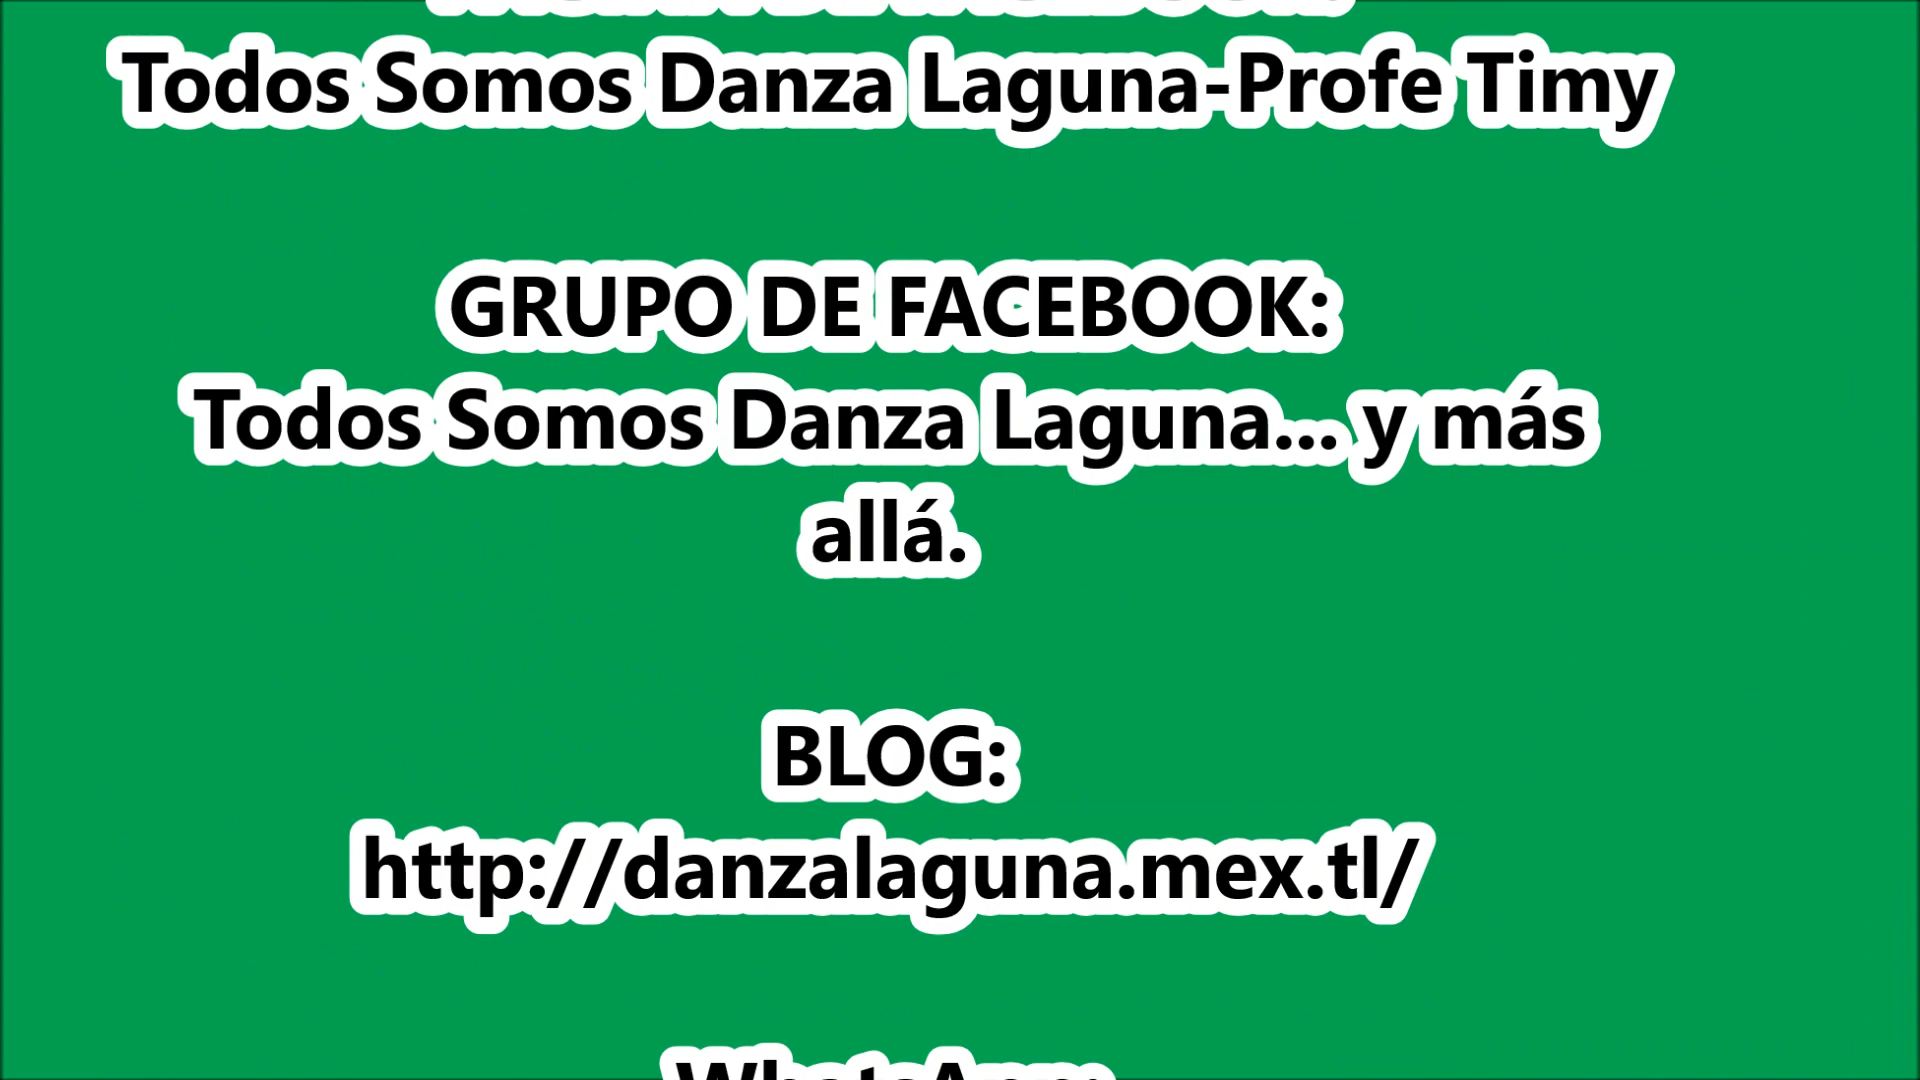 Todos Somos Danza Laguna-Profe Timy
GRUPO DE FACEBOOK:
Todos Somos Danza Laguna... y más
allá.
BLOG:
http://danzalaguna.mex.tl/
WhatsApp: